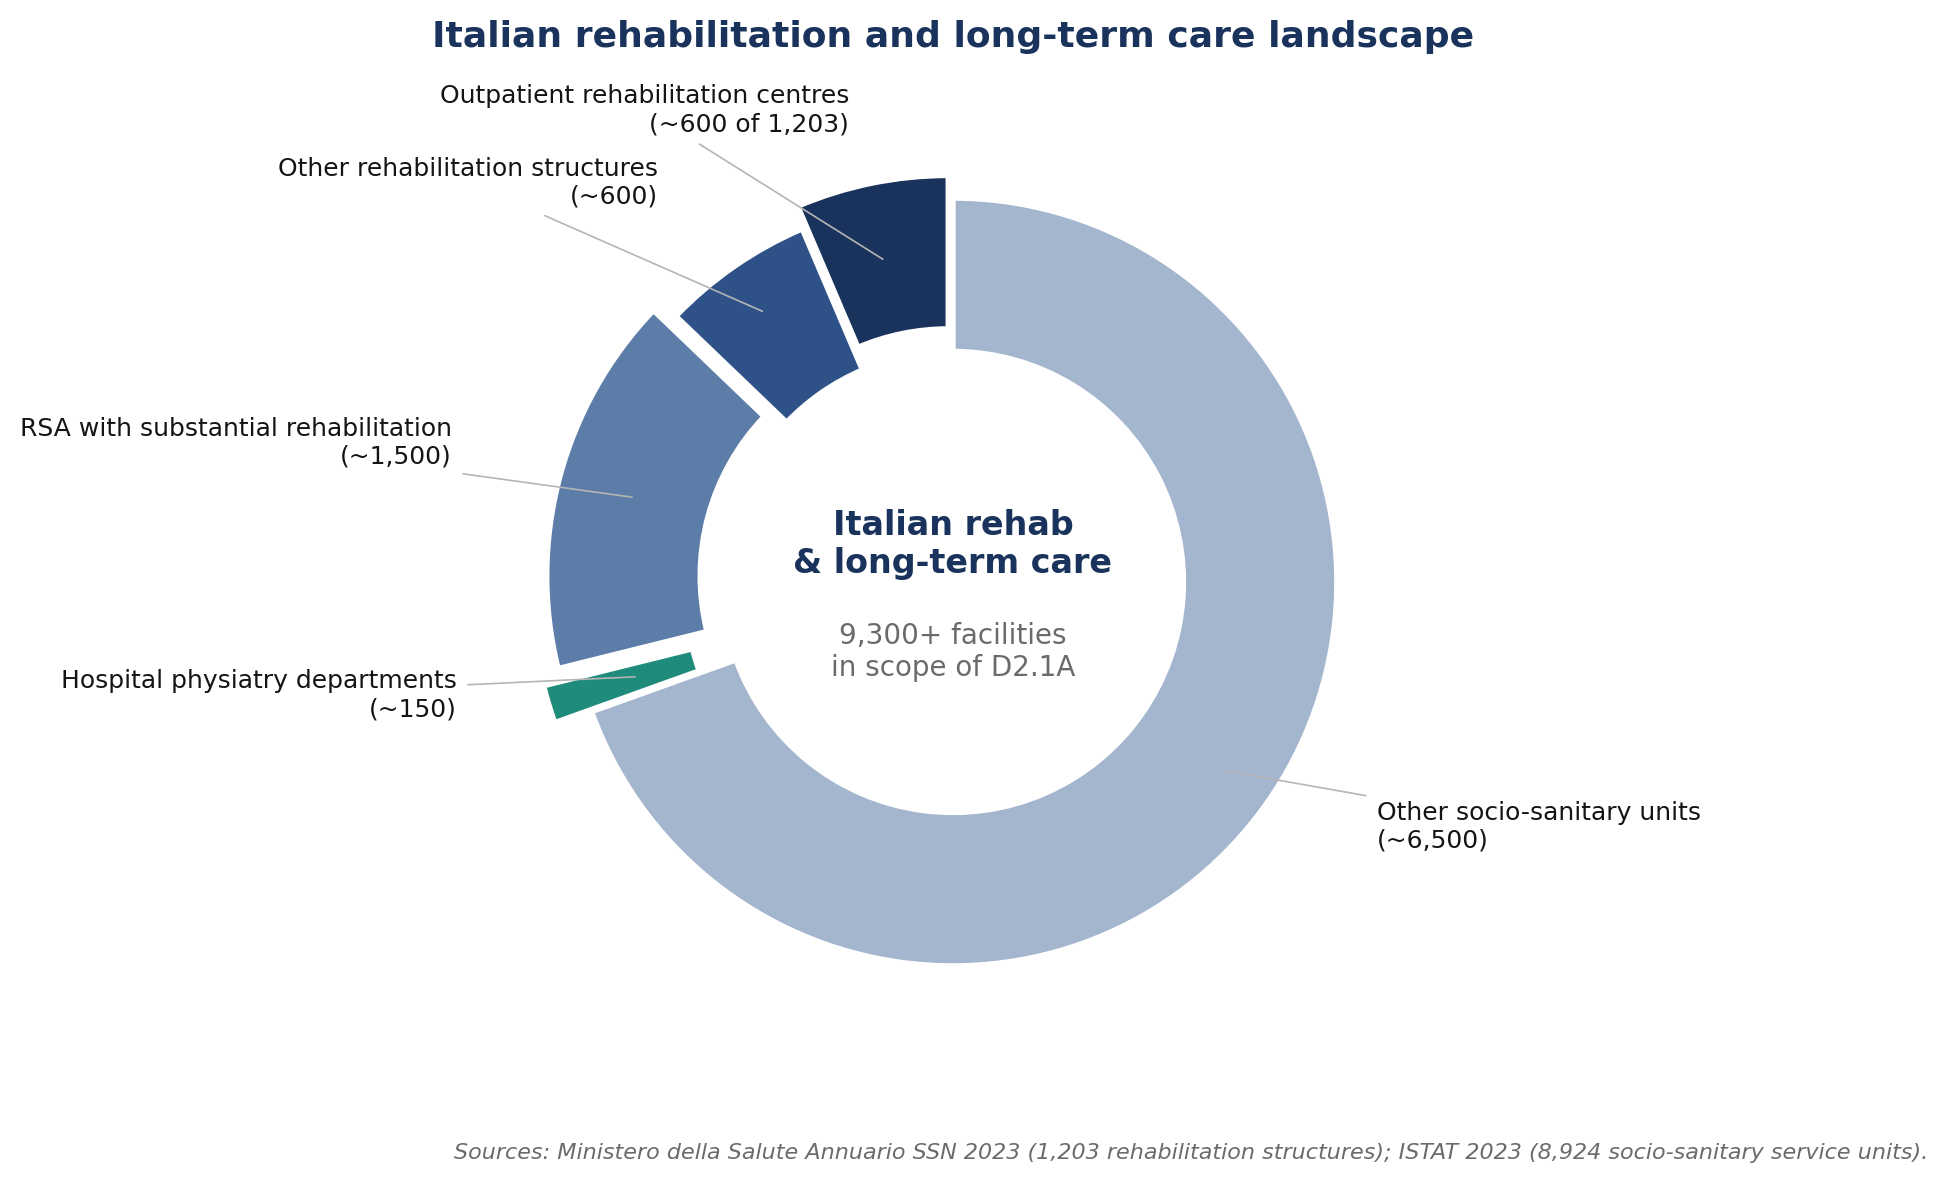 Italian rehabilitation and long-term care landscape
Outpatient rehabilitation centres
(~600 of 1,203)
Other rehabilitation structures
(~600)
RSA with substantial rehabilitation
(~1,500)
Hospital physiatry departments
(~150)
Italian rehab
& long-term care
9,300+ facilities
in scope of D2.1A
Other socio-sanitary units
(~6,500)
Sources: Ministero della Salute Annuario SSN 2023 (1,203 rehabilitation structures); ISTAT 2023 (8,924 socio-sanitary service units).